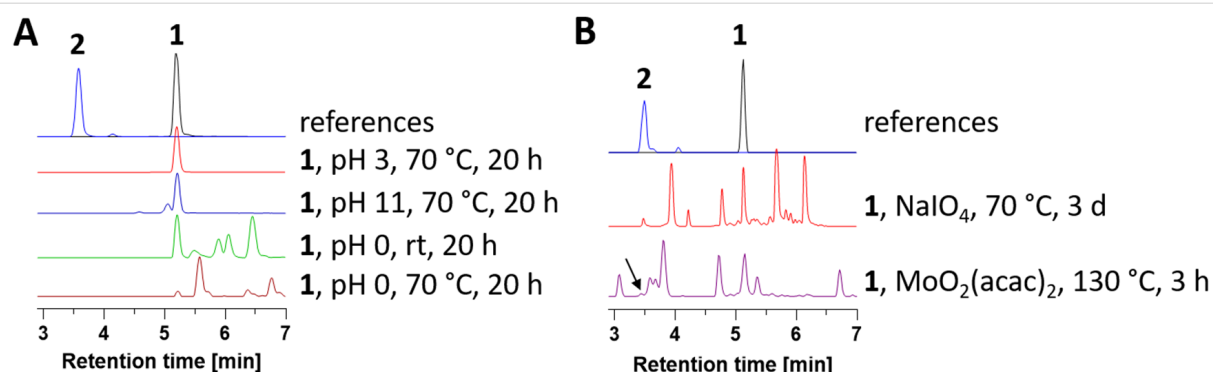 A
2
1
references
1, pH 3, 70 °C, 20 h
1, pH 11, 70 °C, 20 h
1, pH 0, rt, 20 h
1, pH 0, 70 °C, 20 h
3 4 5 6 7
Retention time [min]
B
2
1
references
1, NaIO₄, 70 °C, 3 d
1, MoO₂(acac)₂, 130 °C, 3 h
3 4 5 6 7
Retention time [min]